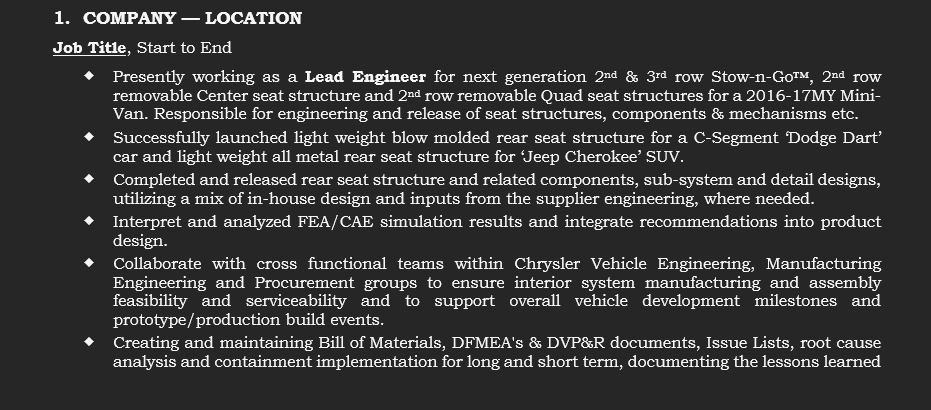 1. COMPANY — LOCATION
Job Title, Start to End
◆ Presently working as a Lead Engineer for next generation 2nd & 3rd row Stow-n-Go™, 2nd row
removable Center seat structure and 2nd row removable Quad seat structures for a 2016-17MY Mini-
Van. Responsible for engineering and release of seat structures, components & mechanisms etc.
◆ Successfully launched light weight blow molded rear seat structure for a C-Segment ‘Dodge Dart’
car and light weight all metal rear seat structure for ‘Jeep Cherokee’ SUV.
◆ Completed and released rear seat structure and related components, sub-system and detail designs,
utilizing a mix of in-house design and inputs from the supplier engineering, where needed.
◆ Interpret and analyzed FEA/CAE simulation results and integrate recommendations into product
design.
◆ Collaborate with cross functional teams within Chrysler Vehicle Engineering, Manufacturing
Engineering and Procurement groups to ensure interior system manufacturing and assembly
feasibility and serviceability and to support overall vehicle development milestones and
prototype/production build events.
◆ Creating and maintaining Bill of Materials, DFMEA's & DVP&R documents, Issue Lists, root cause
analysis and containment implementation for long and short term, documenting the lessons learned